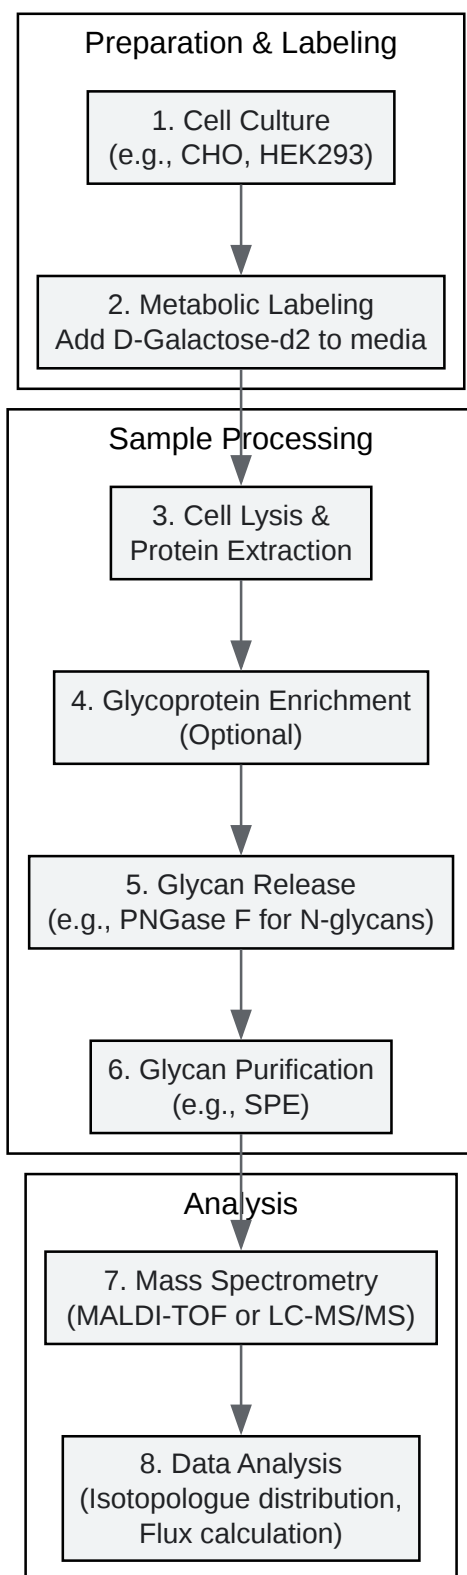 Preparation & Labeling
1. Cell Culture
(e.g., CHO, HEK293)
2. Metabolic Labeling
Add D-Galactose-d2 to media
Sample Processing
3. Cell Lysis &
Protein Extraction
4. Glycoprotein Enrichment
(Optional)
5. Glycan Release
(e.g., PNGase F for N-glycans)
6. Glycan Purification
(e.g., SPE)
Analysis
7. Mass Spectrometry
(MALDI-TOF or LC-MS/MS)
8. Data Analysis
(Isotopologue distribution,
Flux calculation)